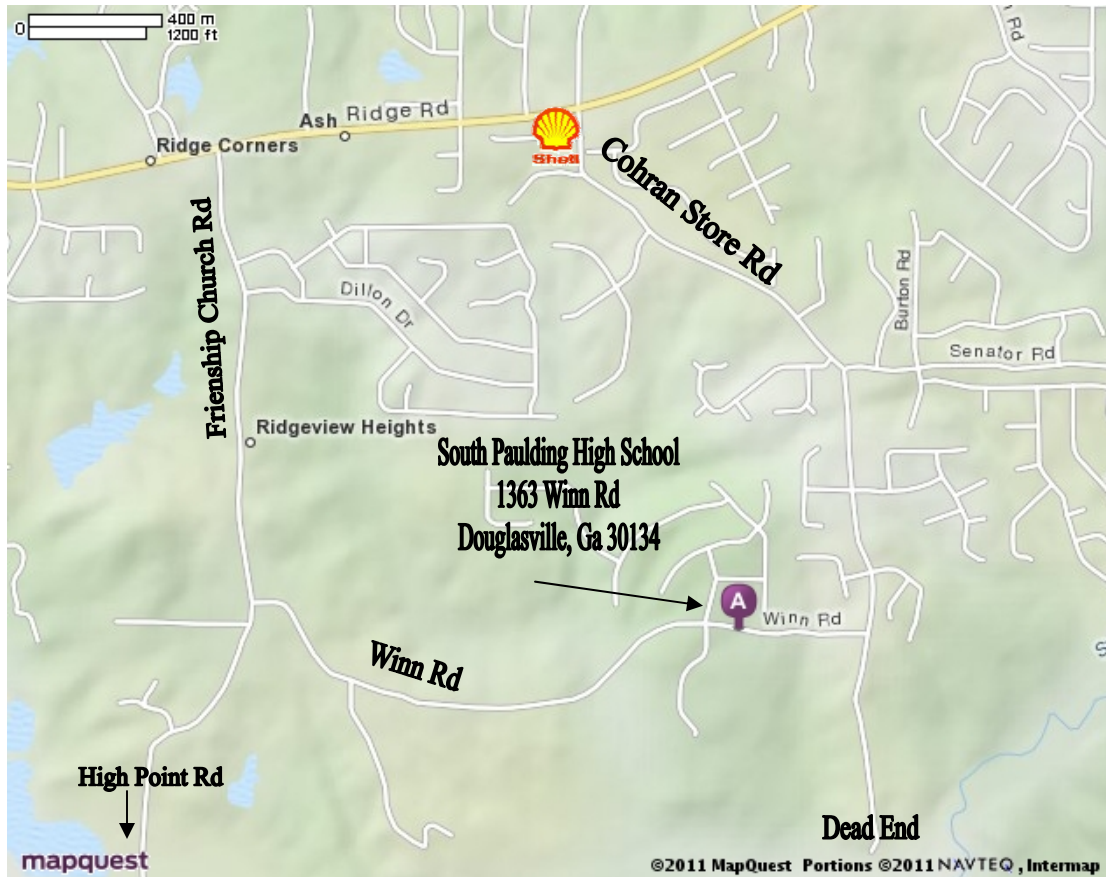 0
400 m
1200 ft
Rd
Ash Ridge Rd
Ridge Corners
Shell
Cohran Store Rd
Frienship Church Rd
Burton Rd
Dillon Dr
Senator Rd
Ridgeview Heights
South Paulding High School
1363 Winn Rd
Douglasville, Ga 30134
A
Winn Rd
S
Winn Rd
High Point Rd
Dead End
mapquest
©2011 MapQuest Portions ©2011 NAVTEQ, Intermap